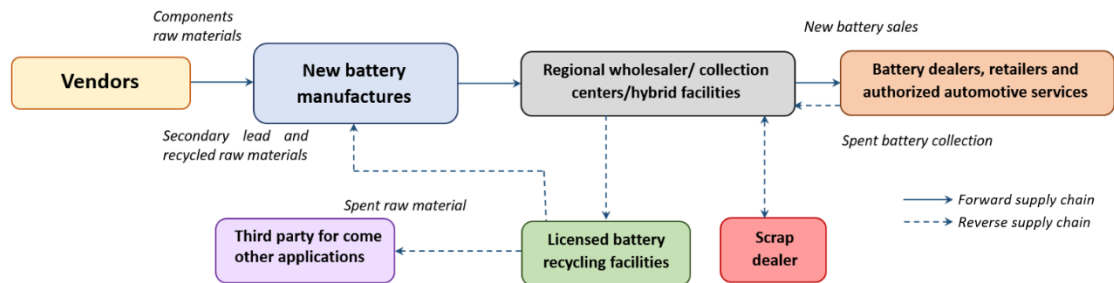 Components
raw materials
New battery sales
Vendors
New battery
manufactures
Regional wholesaler/ collection
centers/hybrid facilities
Battery dealers, retailers and
authorized automotive services
Secondary lead and
recycled raw materials
Spent battery collection
Spent raw material
Forward supply chain
Reverse supply chain
Third party for come
other applications
Licensed battery
recycling facilities
Scrap
dealer